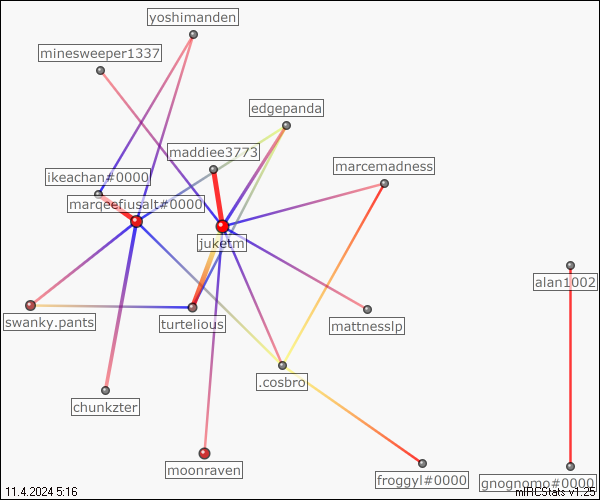 yoshimanden
minesweeper1337
edgepanda
maddiee3773
marcemadness
ikeachan#0000
marqeefiusalt#0000
juketm
alan1002
swanky.pants
turtelious
mattnesslp
.cosbro
chunkzter
moonraven
froggyl#0000
gnognomo#0000
11.4.2024 5:16
mIRCStats v1.25